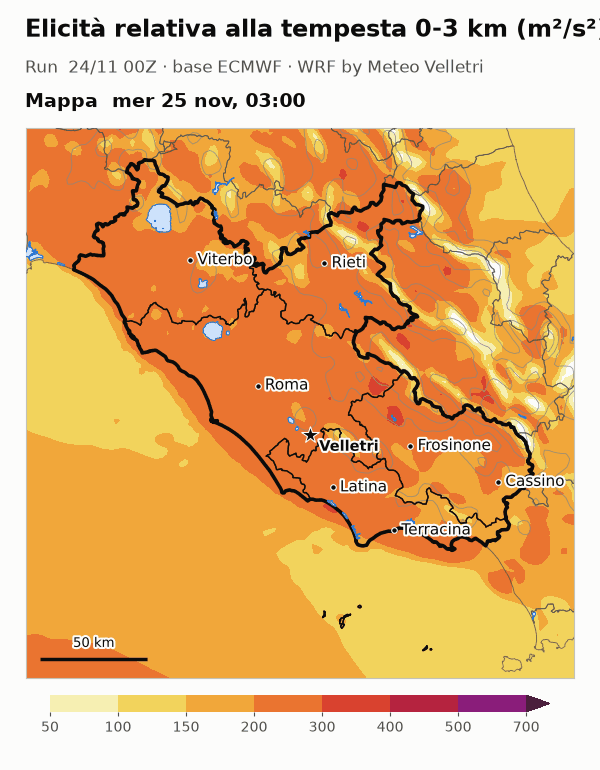 Elicità relativa alla tempesta 0-3 km (m²/s²)
Run  24/11 00Z · base ECMWF · WRF by Meteo Velletri
Mappa  mer 25 nov, 03:00
Viterbo
Rieti
Roma
Velletri
Frosinone
Latina
Cassino
Terracina
50 km
50 100 150 200 300 400 500 700